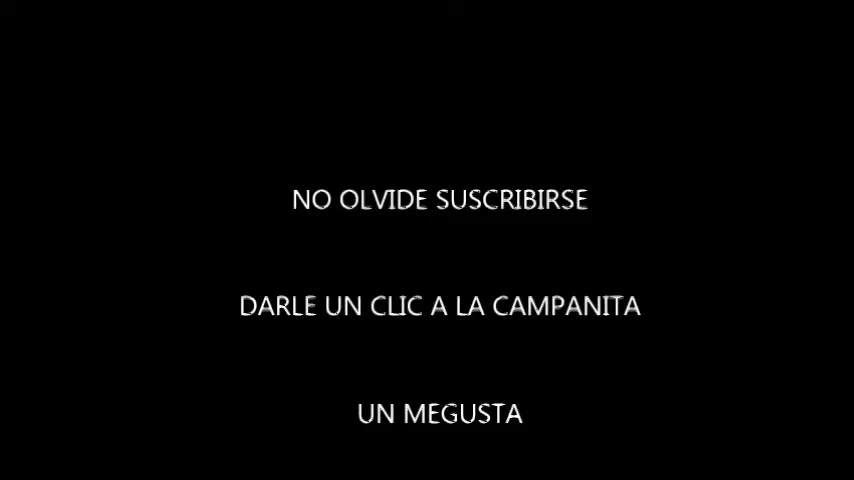 NO OLVIDE SUSCRIBIRSE
DARLE UN CLIC A LA CAMPANITA
UN MEGUSTA